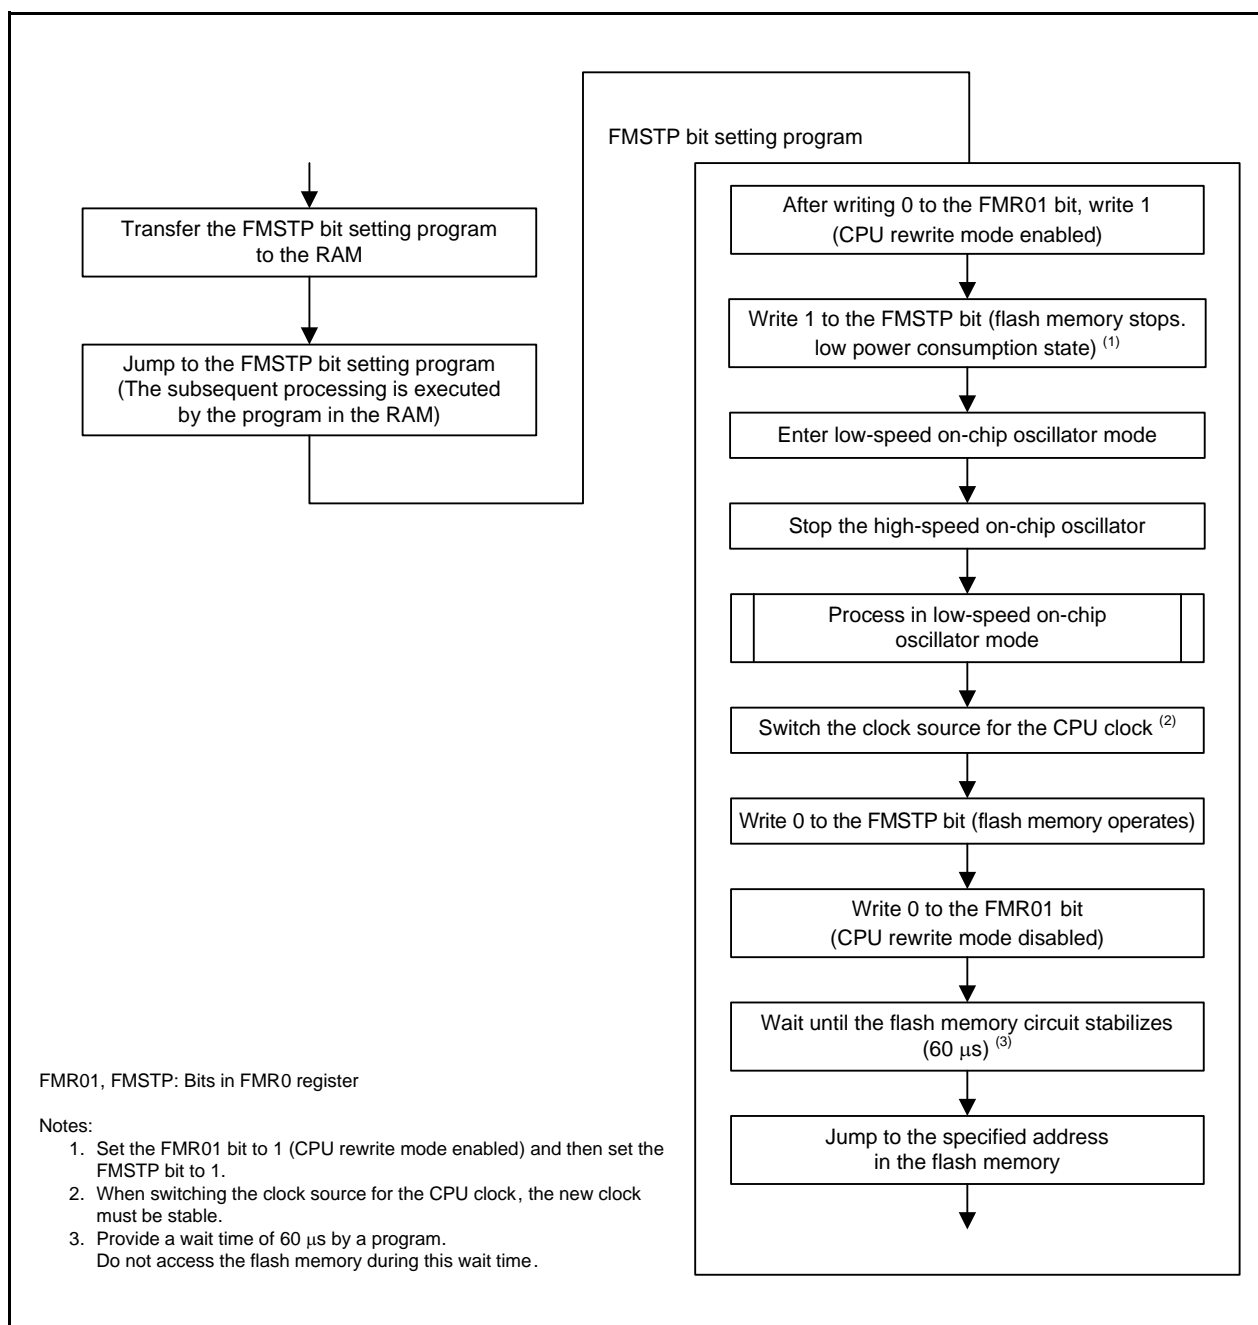 Transfer the FMSTP bit setting program
to the RAM
Jump to the FMSTP bit setting program
(The subsequent processing is executed
by the program in the RAM)
FMSTP bit setting program
After writing 0 to the FMR01 bit, write 1
(CPU rewrite mode enabled)
Write 1 to the FMSTP bit (flash memory stops.
low power consumption state) (1)
Enter low-speed on-chip oscillator mode
Stop the high-speed on-chip oscillator
Process in low-speed on-chip
oscillator mode
Switch the clock source for the CPU clock (2)
Write 0 to the FMSTP bit (flash memory operates)
Write 0 to the FMR01 bit
(CPU rewrite mode disabled)
Wait until the flash memory circuit stabilizes
(60 μs) (3)
Jump to the specified address
in the flash memory
FMR01, FMSTP: Bits in FMR0 register
Notes:
1. Set the FMR01 bit to 1 (CPU rewrite mode enabled) and then set the
FMSTP bit to 1.
2. When switching the clock source for the CPU clock, the new clock
must be stable.
3. Provide a wait time of 60 μs by a program.
Do not access the flash memory during this wait time.